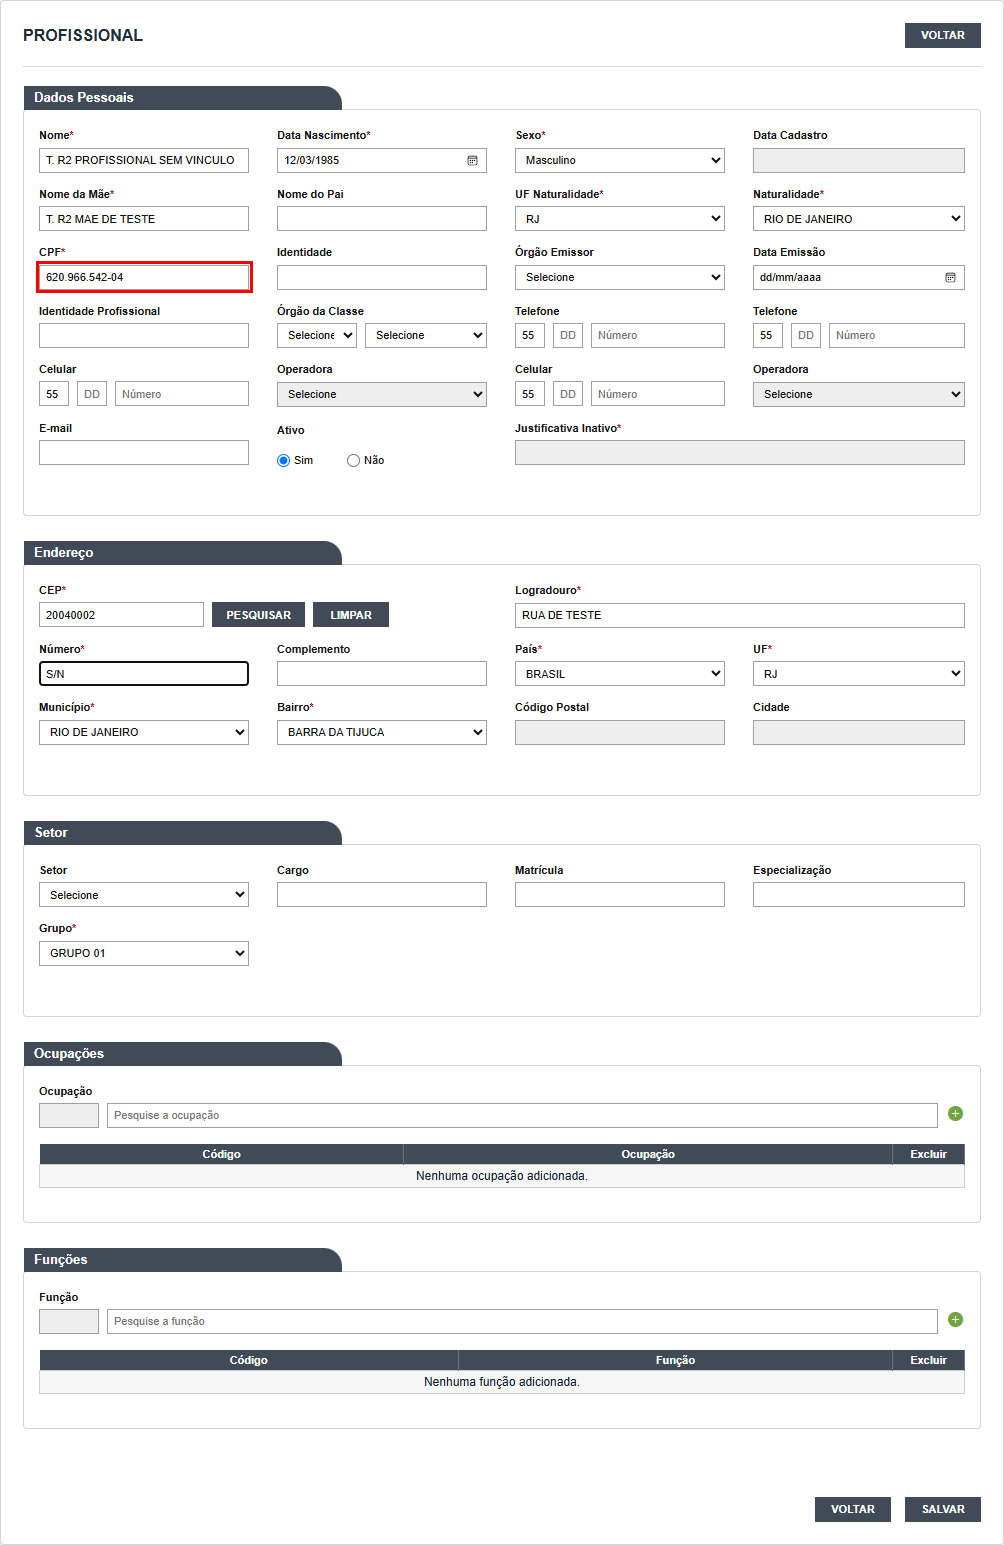 PROFISSIONAL
VOLTAR
Dados Pessoais
Nome* Data Nascimento* Sexo* Data Cadastro
T. R2 PROFISSIONAL SEM VINCULO 12/03/1985 Masculino
Nome da Mãe* Nome do Pai UF Naturalidade* Naturalidade*
T. R2 MAE DE TESTE RJ RIO DE JANEIRO
CPF* Identidade Órgão Emissor Data Emissão
620.966.542-04 Selecione dd/mm/aaaa
Identidade Profissional Órgão da Classe Telefone Telefone
Selecione Selecione 55 DD Número 55 DD Número
Celular Operadora Celular Operadora
55 DD Número Selecione 55 DD Número Selecione
E-mail Ativo Justificativa Inativo*
Sim Não
Endereço
CEP* Logradouro*
20040002 PESQUISAR LIMPAR RUA DE TESTE
Número* Complemento País* UF*
S/N BRASIL RJ
Município* Bairro* Código Postal Cidade
RIO DE JANEIRO BARRA DA TIJUCA
Setor
Setor Cargo Matrícula Especialização
Selecione
Grupo*
GRUPO 01
Ocupações
Ocupação
Pesquise a ocupação
Código Ocupação Excluir
Nenhuma ocupação adicionada.
Funções
Função
Pesquise a função
Código Função Excluir
Nenhuma função adicionada.
VOLTAR SALVAR